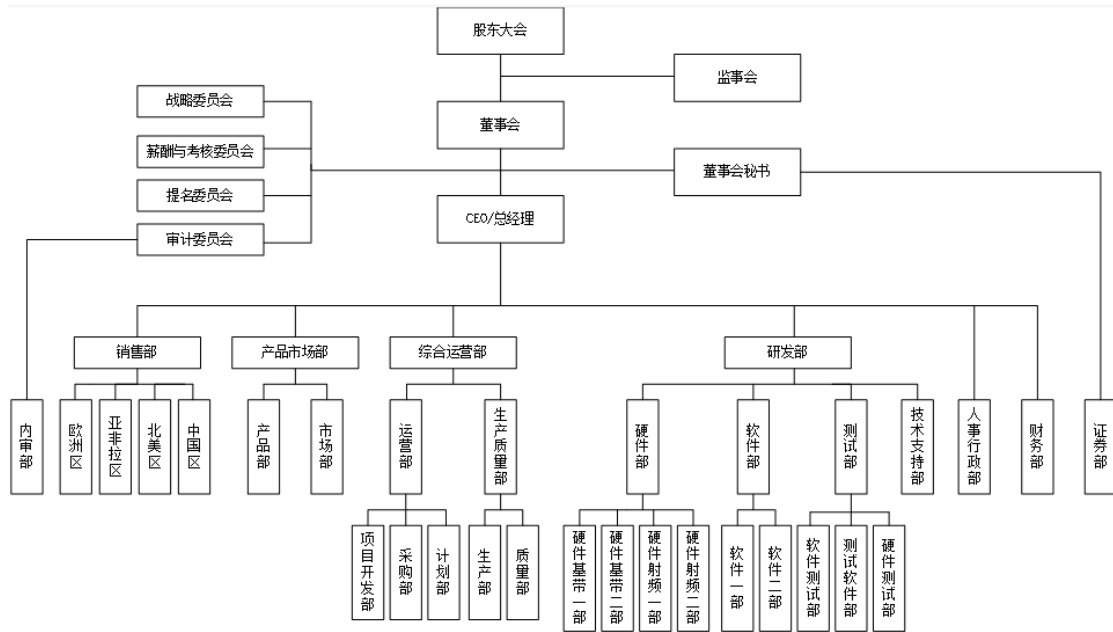 股东大会
监事会
战略委员会
董事会
薪酬与考核委员会
董事会秘书
提名委员会
CEO/总经理
审计委员会
销售部
产品市场部
综合运营部
研发部
内审部
欧洲区
亚非拉区
北美区
中国区
产品部
市场部
运营部
生产质量部
硬件部
软件部
测试部
技术支持部
人事行政部
财务部
证券部
项目开发部
采购部
计划部
生产部
质量部
硬件基带一部
硬件基带二部
硬件射频一部
硬件射频二部
软件一部
软件二部
软件测试部
测试软件部
硬件测试部